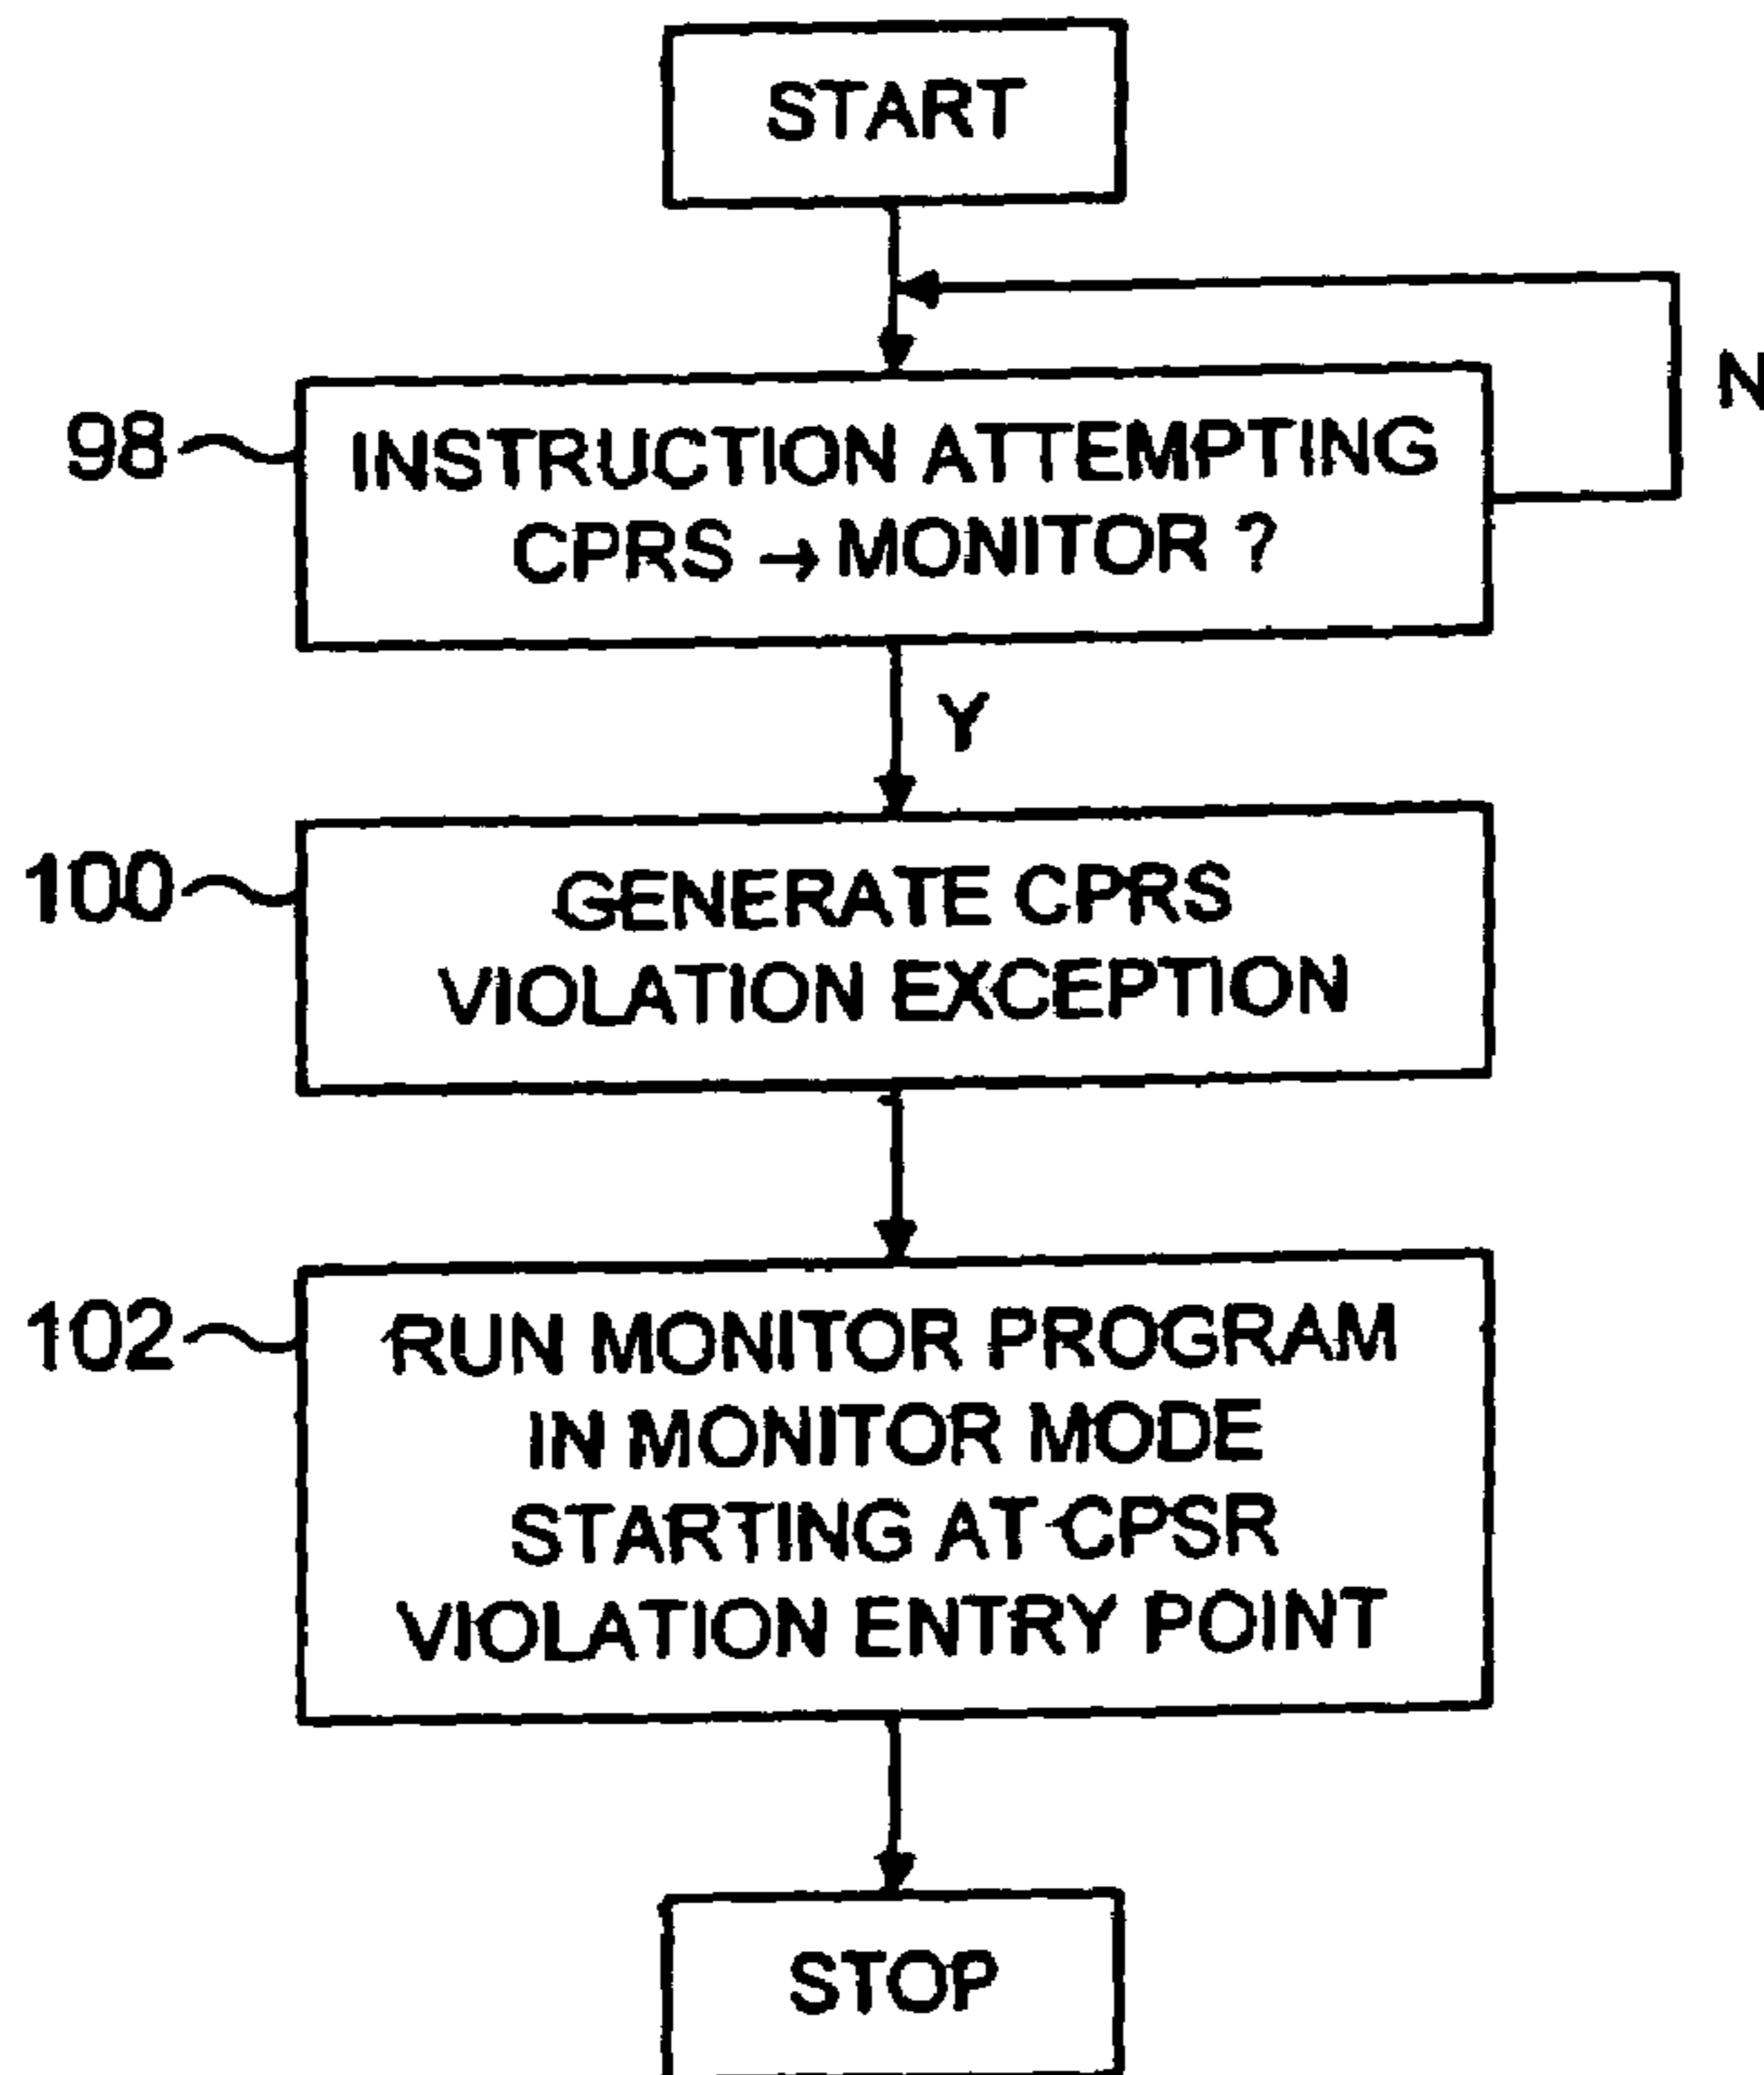 START
N
98
INSTRUCTION ATTEMPTING
CPRS → MONITOR ?
Y
100
GENERATE CPRS
VIOLATION EXCEPTION
102
RUN MONITOR PROGRAM
IN MONITOR MODE
STARTING AT CPSR
VIOLATION ENTRY POINT
STOP